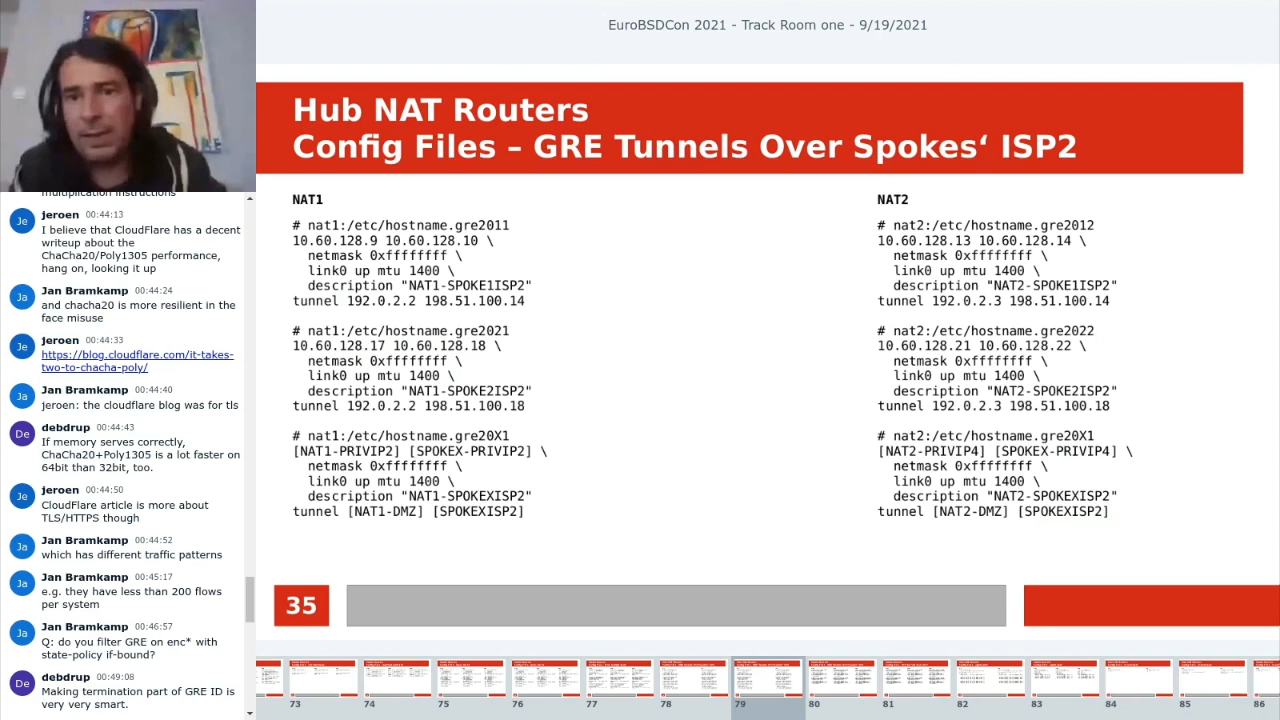 EuroBSDCon 2021 - Track Room one - 9/19/2021
multiplication instructions
Je
jeroen 00:44:13
I believe that CloudFlare has a decent
writeup about the
ChaCha20/Poly1305 performance,
hang on, looking it up
Ja
Jan Bramkamp 00:44:24
and chacha20 is more resilient in the
face misuse
Je
jeroen 00:44:33
https://blog.cloudflare.com/it-takes-
two-to-chacha-poly/
Ja
Jan Bramkamp 00:44:40
jeroen: the cloudflare blog was for tls
De
debdrup 00:44:43
If memory serves correctly,
ChaCha20+Poly1305 is a lot faster on
64bit than 32bit, too.
Je
jeroen 00:44:50
CloudFlare article is more about
TLS/HTTPS though
Ja
Jan Bramkamp 00:44:52
which has different traffic patterns
Ja
Jan Bramkamp 00:45:17
e.g. they have less than 200 flows
per system
Ja
Jan Bramkamp 00:46:57
Q: do you filter GRE on enc* with
state-policy if-bound?
De
debdrup 00:49:08
Making termination part of GRE ID is
very very smart.
Hub NAT Routers
Config Files – GRE Tunnels Over Spokes‘ ISP2
NAT1
# nat1:/etc/hostname.gre2011
10.60.128.9 10.60.128.10 \
netmask 0xffffffff \
link0 up mtu 1400 \
description "NAT1-SPOKE1ISP2"
tunnel 192.0.2.2 198.51.100.14
# nat1:/etc/hostname.gre2021
10.60.128.17 10.60.128.18 \
netmask 0xffffffff \
link0 up mtu 1400 \
description "NAT1-SPOKE2ISP2"
tunnel 192.0.2.2 198.51.100.18
# nat1:/etc/hostname.gre20X1
[NAT1-PRIVIP2] [SPOKEX-PRIVIP2] \
netmask 0xffffffff \
link0 up mtu 1400 \
description "NAT1-SPOKEXISP2"
tunnel [NAT1-DMZ] [SPOKEXISP2]
NAT2
# nat2:/etc/hostname.gre2012
10.60.128.13 10.60.128.14 \
netmask 0xffffffff \
link0 up mtu 1400 \
description "NAT2-SPOKE1ISP2"
tunnel 192.0.2.3 198.51.100.14
# nat2:/etc/hostname.gre2022
10.60.128.21 10.60.128.22 \
netmask 0xffffffff \
link0 up mtu 1400 \
description "NAT2-SPOKE2ISP2"
tunnel 192.0.2.3 198.51.100.18
# nat2:/etc/hostname.gre20X1
[NAT2-PRIVIP4] [SPOKEX-PRIVIP4] \
netmask 0xffffffff \
link0 up mtu 1400 \
description "NAT2-SPOKEXISP2"
tunnel [NAT2-DMZ] [SPOKEXISP2]
35
73 74 75 76 77 78 79 80 81 82 83 84 85 86